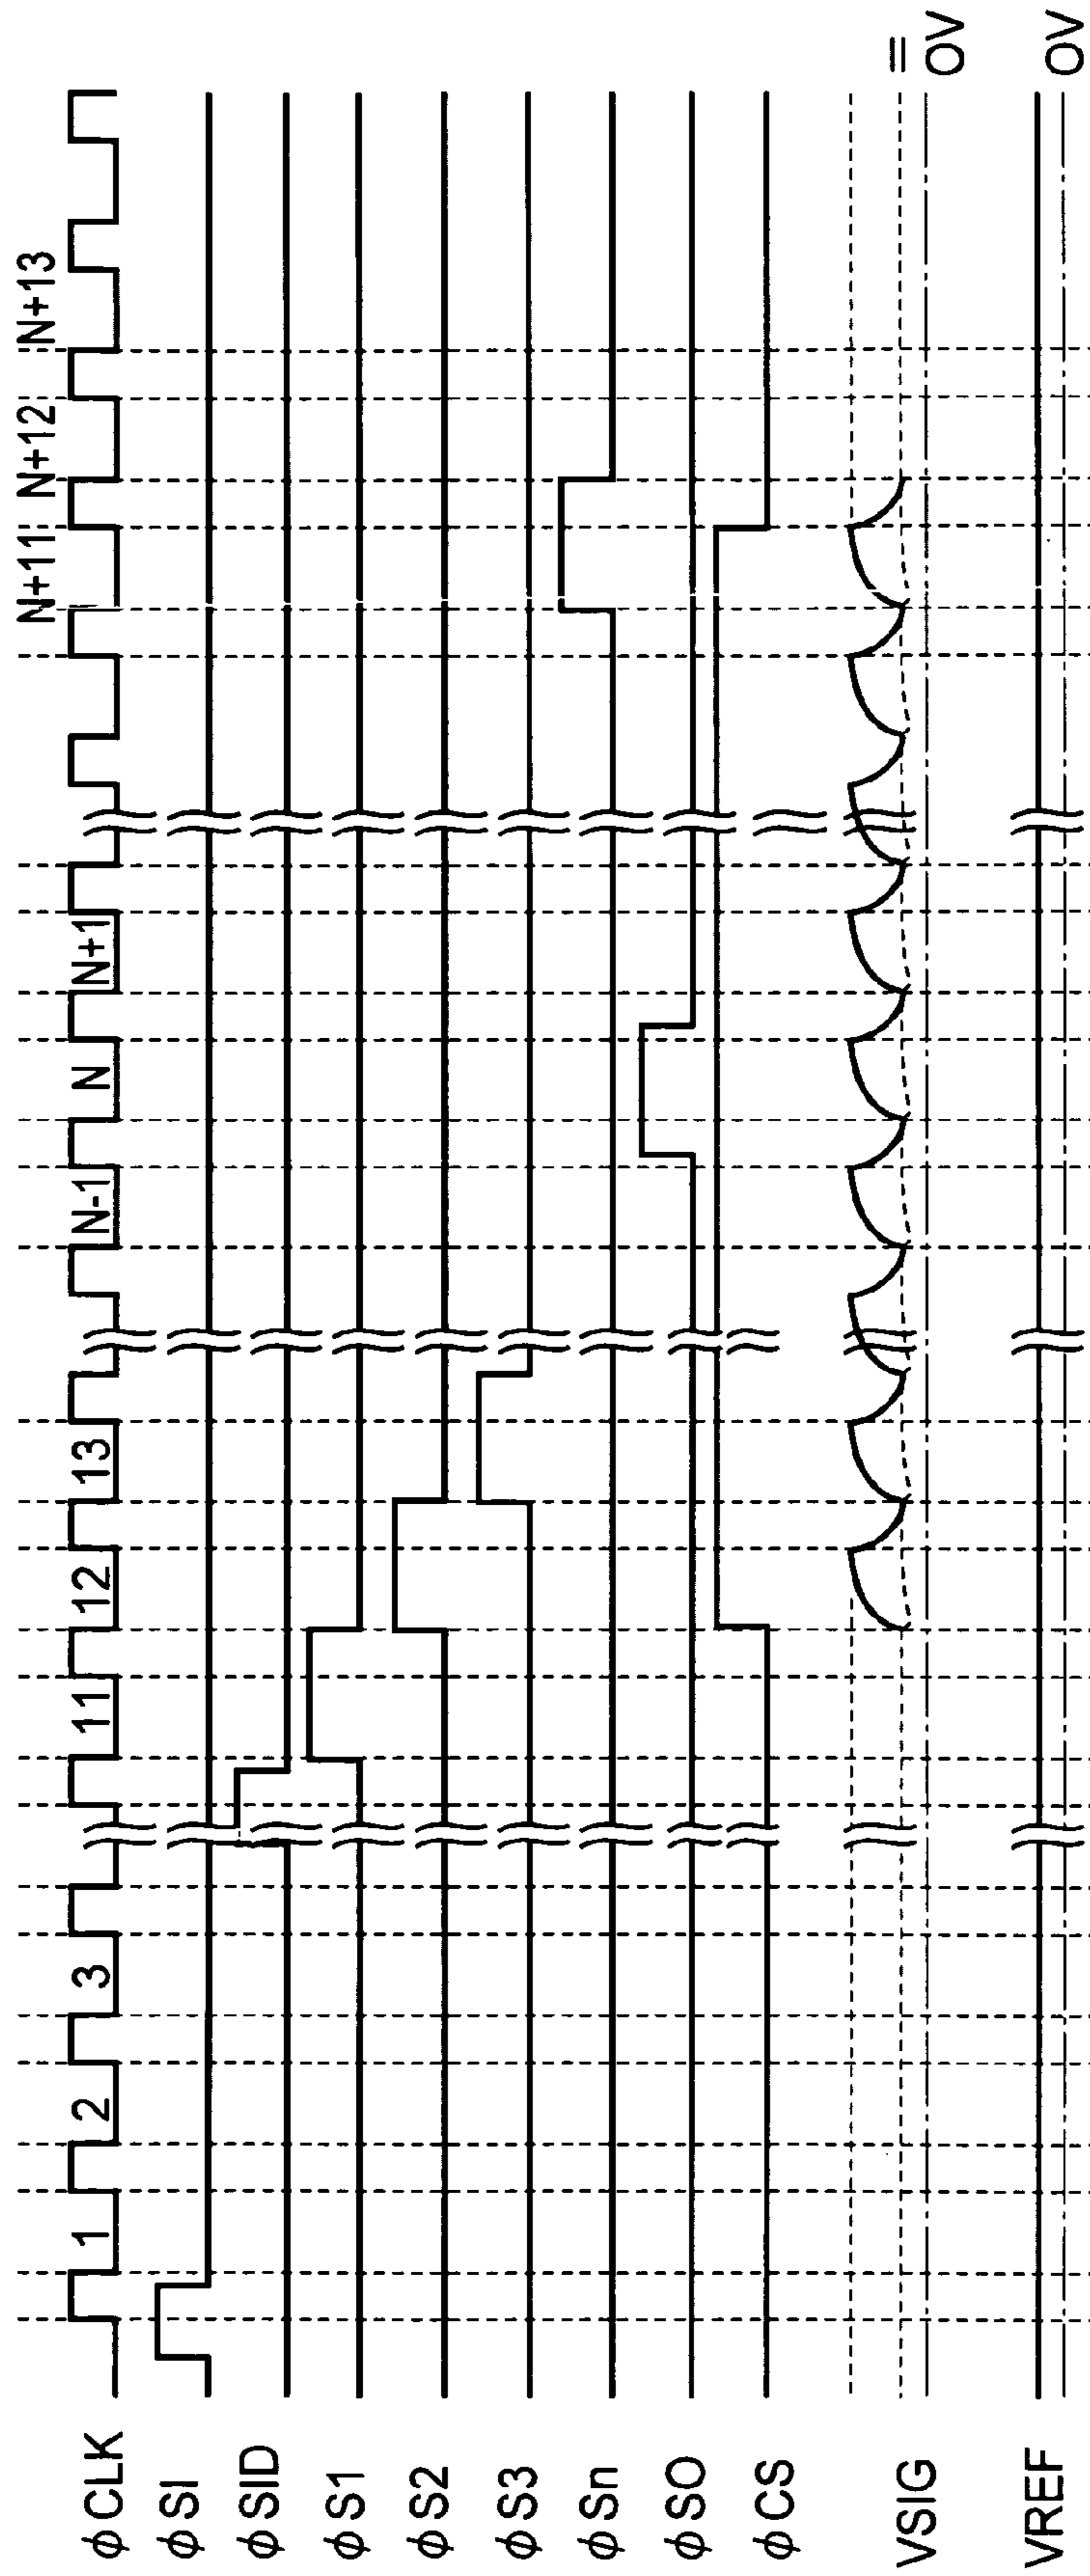 φCLK
1 2 3 11 12 13 N-1 N N+1 N+11 N+12 N+13
φSI
φSID
φS1
φS2
φS3
φSn
φSO
φCS
VSIG
=
0V
VREF
0V